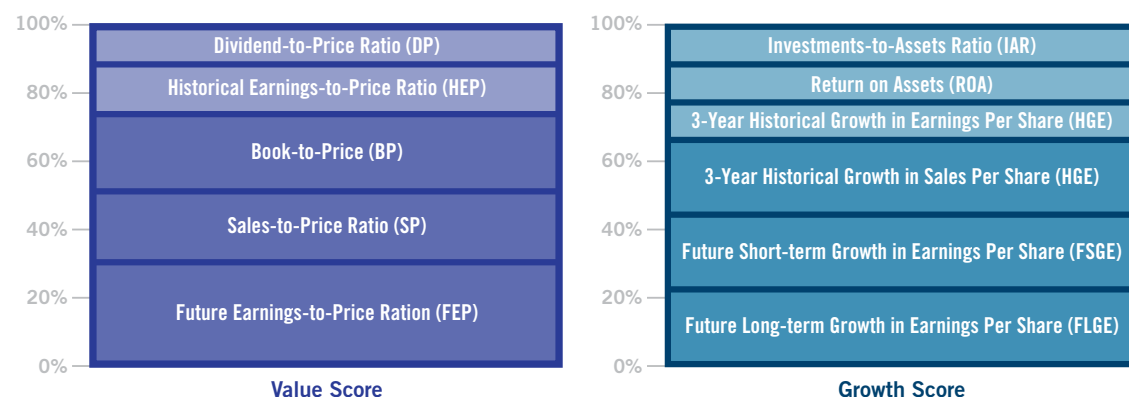 100%
80%
60%
40%
20%
0%
Dividend-to-Price Ratio (DP)
Historical Earnings-to-Price Ratio (HEP)
Book-to-Price (BP)
Sales-to-Price Ratio (SP)
Future Earnings-to-Price Ration (FEP)
Value Score
100%
80%
60%
40%
20%
0%
Investments-to-Assets Ratio (IAR)
Return on Assets (ROA)
3-Year Historical Growth in Earnings Per Share (HGE)
3-Year Historical Growth in Sales Per Share (HGE)
Future Short-term Growth in Earnings Per Share (FSGE)
Future Long-term Growth in Earnings Per Share (FLGE)
Growth Score